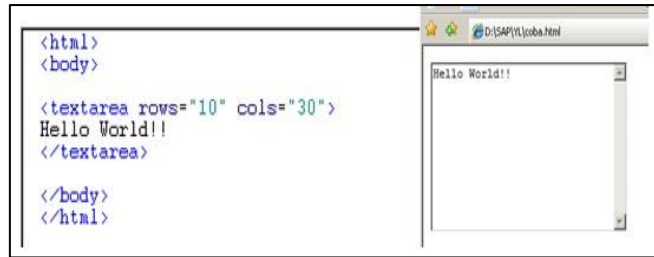 <html>
<body>
<textarea rows="10" cols="30">
Hello World!!
</textarea>
</body>
</html>
D:\SAP\YL\coba.html
Hello World!!